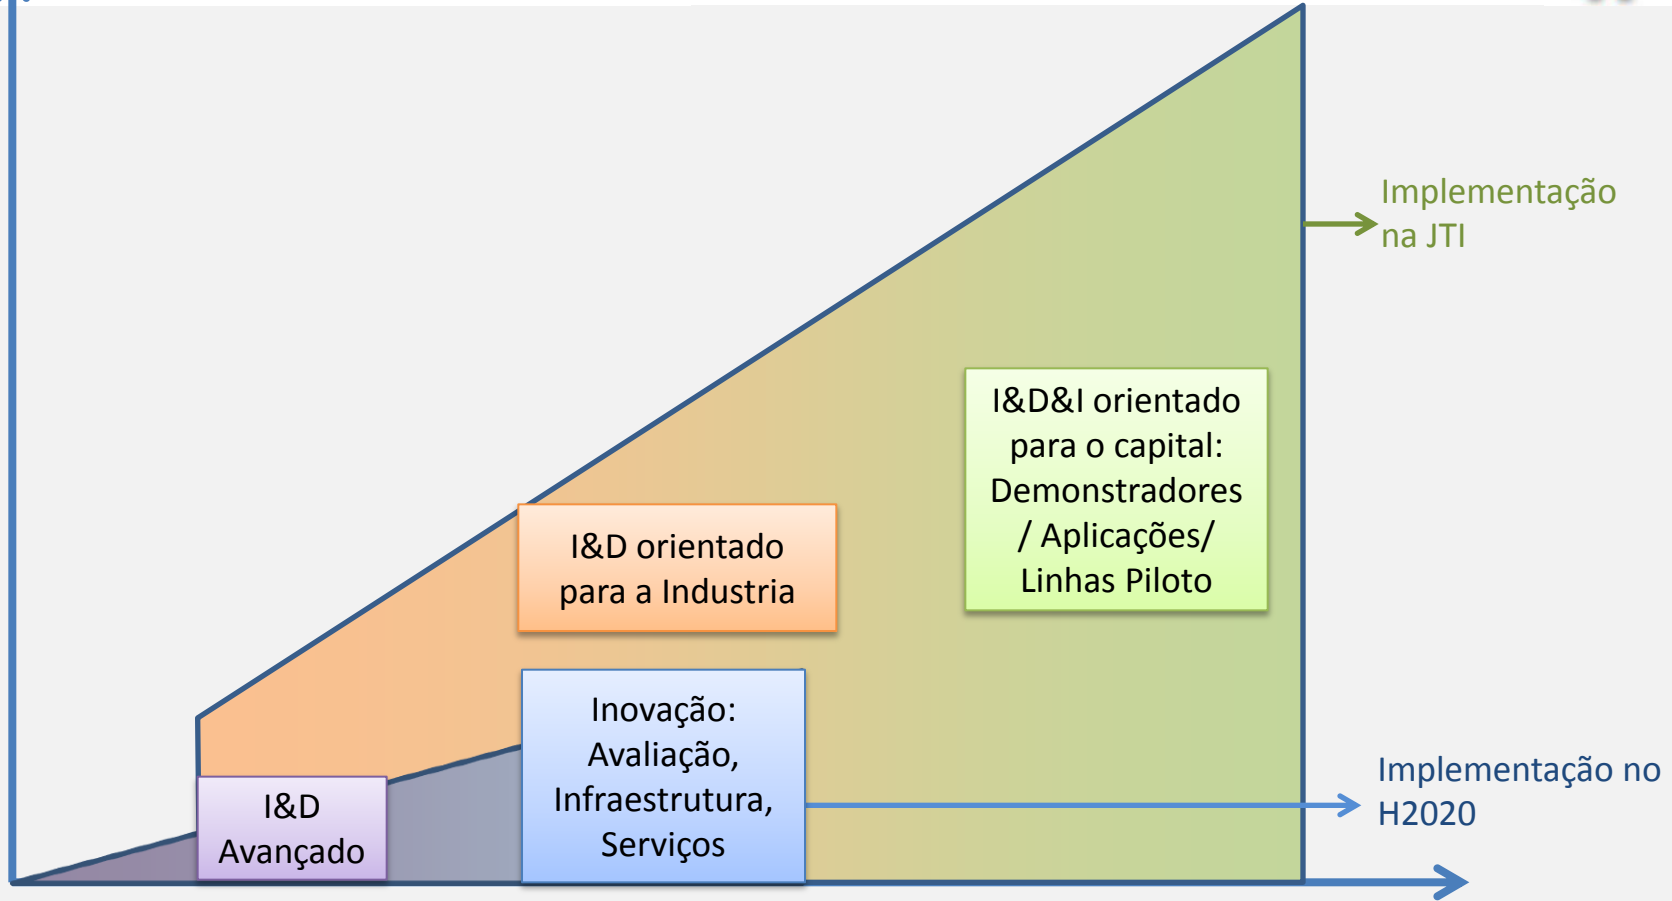 Implementação
na JTI
I&D&I orientado
para o capital:
Demonstradores
/ Aplicações/
Linhas Piloto
I&D orientado
para a Industria
Inovação:
Avaliação,
Infraestrutura,
Serviços
I&D
Avançado
Implementação no
H2020